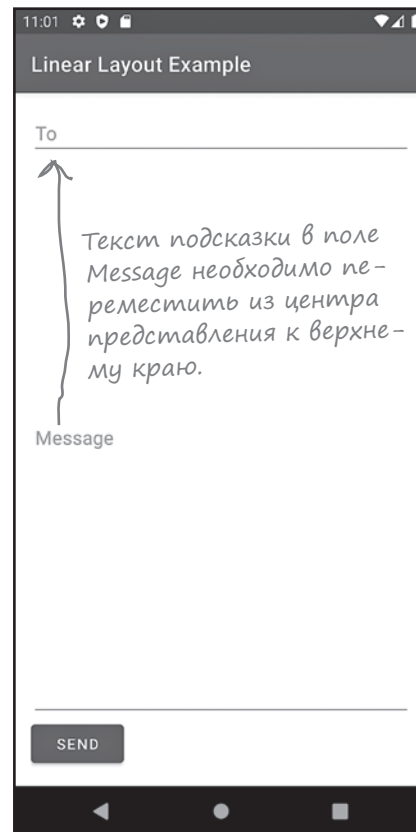 11:01
Linear Layout Example
To
Текст подсказки в поле
Message необходимо пе-
реместить из центра
представления к верхне-
му краю.
Message
SEND